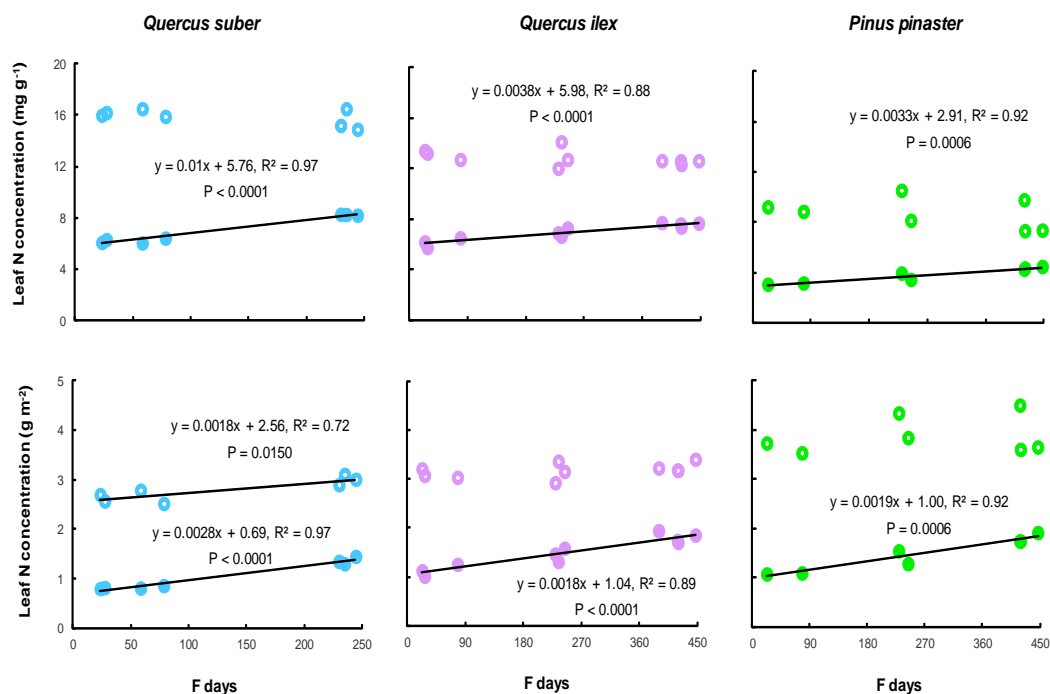 Quercus suber
Quercus ilex
Pinus pinaster
Leaf N concentration (mg g⁻¹)
20
16
12
8
4
0
y = 0.01x + 5.76, R² = 0.97
P < 0.0001
y = 0.0038x + 5.98, R² = 0.88
P < 0.0001
y = 0.0033x + 2.91, R² = 0.92
P = 0.0006
Leaf N concentration (g m⁻²)
5
4
3
2
1
0
y = 0.0018x + 2.56, R² = 0.72
P = 0.0150
y = 0.0028x + 0.69, R² = 0.97
P < 0.0001
0 50 100 150 200 250
F days
y = 0.0018x + 1.04, R² = 0.89
P < 0.0001
0 90 180 270 360 450
F days
y = 0.0019x + 1.00, R² = 0.92
P = 0.0006
0 90 180 270 360 450
F days